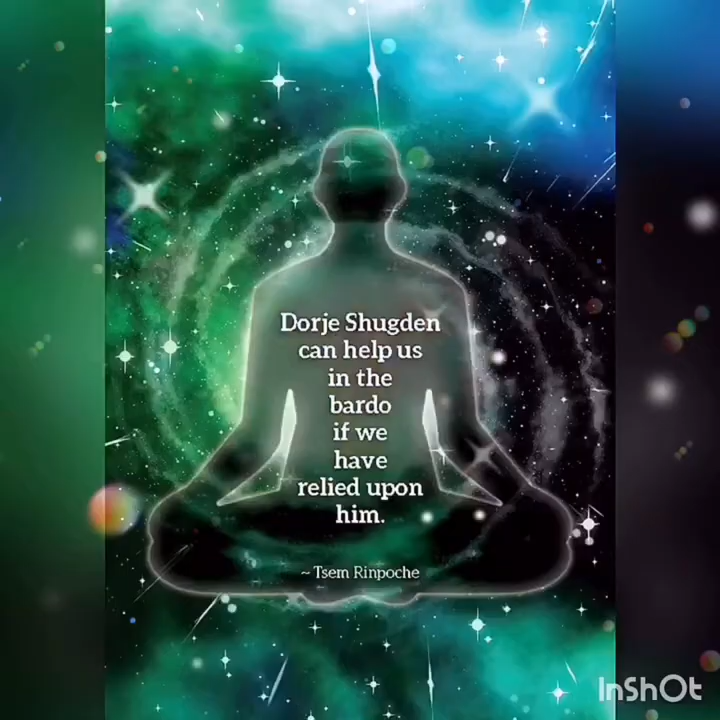 Dorje Shugden
can help us
in the
bardo
if we
have
relied upon
him.
~ Tsem Rinpoche
InShOt